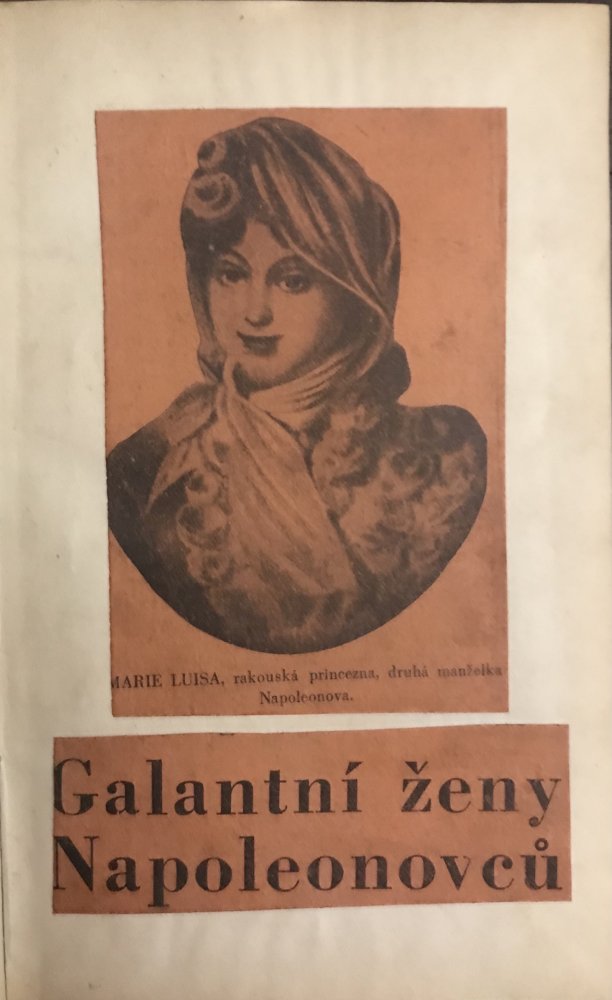 MARIE LUISA, rakouská princezna, druhá manželka
Napoleonova.
Galantní ženy
Napoleonovců